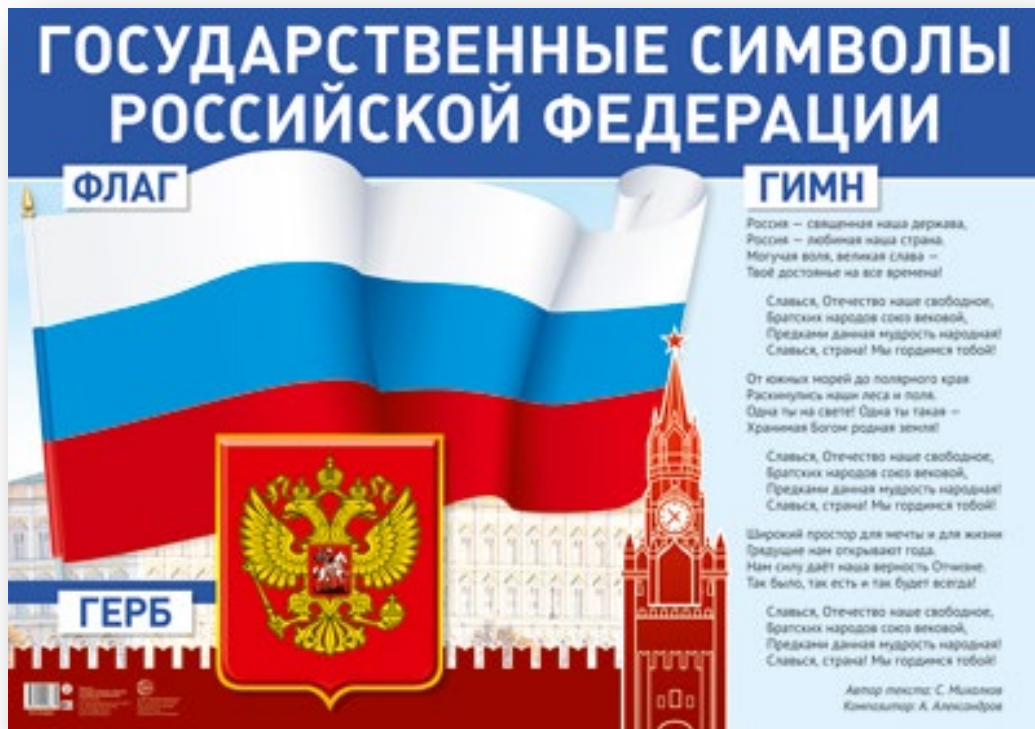 ГОСУДАРСТВЕННЫЕ СИМВОЛЫ
РОССИЙСКОЙ ФЕДЕРАЦИИ
ФЛАГ
ГЕРБ
ГИМН
Россия — священная наша держава,
Россия — любимая наша страна.
Могучая воля, великая слава —
Твоё достоянье на все времена!
Славься, Отечество наше свободное,
Братских народов союз вековой,
Предками данная мудрость народная!
Славься, страна! Мы гордимся тобой!
От южных морей до полярного края
Раскинулись наши леса и поля.
Одна ты на свете! Одна ты такая —
Хранимая Богом родная земля!
Славься, Отечество наше свободное,
Братских народов союз вековой,
Предками данная мудрость народная!
Славься, страна! Мы гордимся тобой!
Широкий простор для мечты и для жизни
Грядущие нам открывают года.
Нам силу даёт наша верность Отчизне.
Так было, так есть и так будет всегда!
Славься, Отечество наше свободное,
Братских народов союз вековой,
Предками данная мудрость народная!
Славься, страна! Мы гордимся тобой!
Автор текста: С. Михалков
Композитор: А. Александров